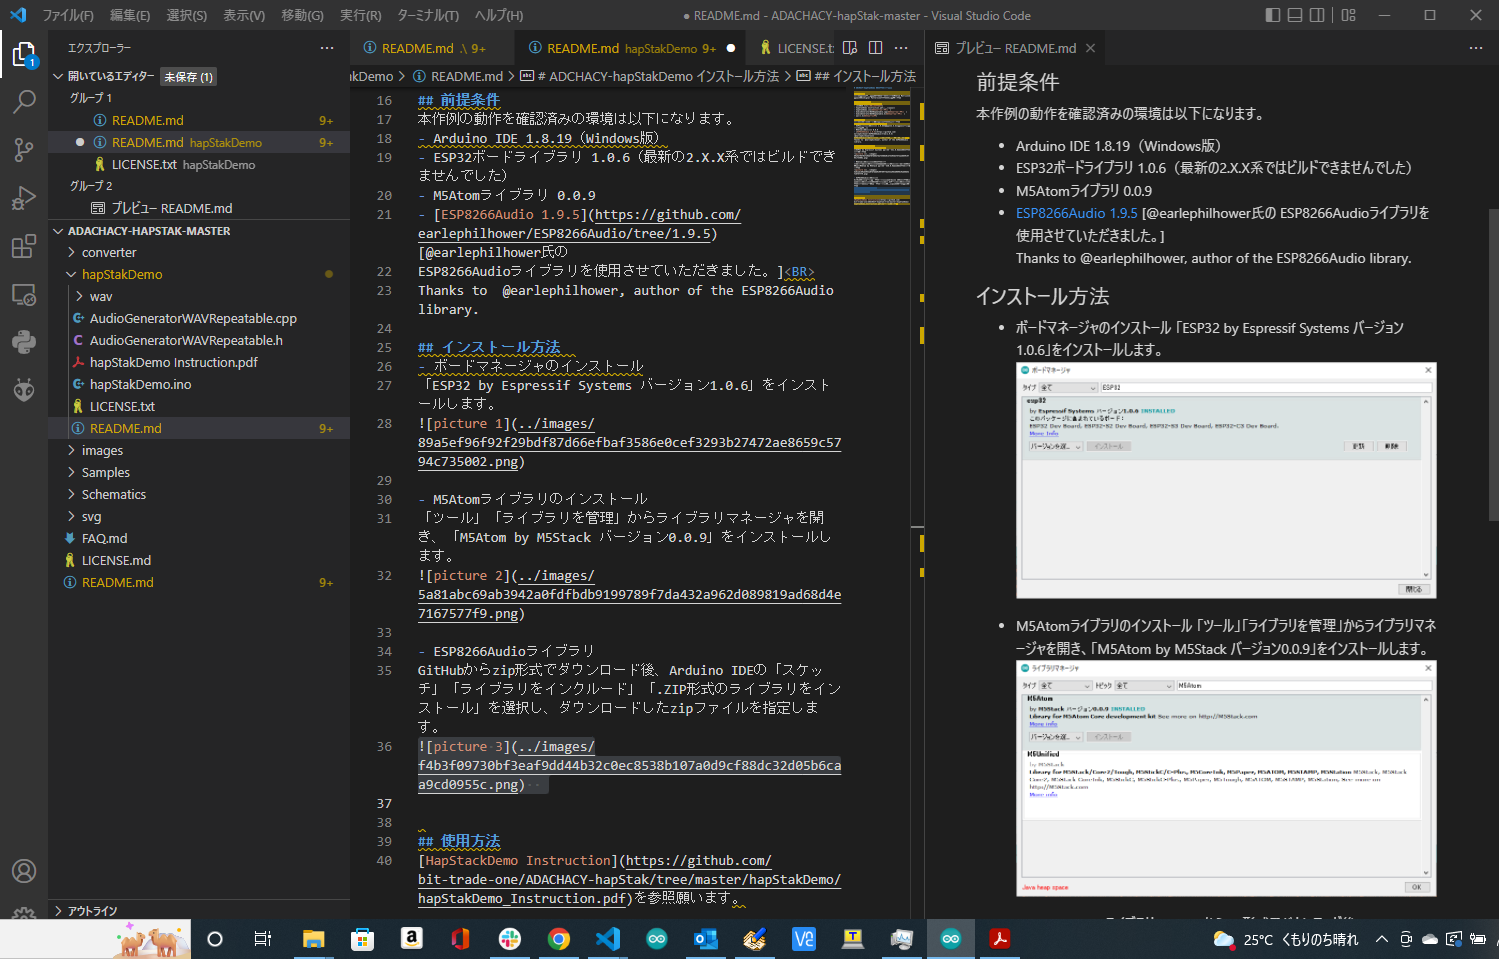 ファイル(F) 編集(E) 選択(S) 表示(V) 移動(G) 実行(R) ターミナル(T) ヘルプ(H)
● README.md - ADACHACY-hapStak-master - Visual Studio Code
エクスプローラー
開いているエディター 未保存 (1)
グループ 1
README.md 9+
README.md hapStakDemo 9+
LICENSE.txt hapStakDemo
グループ 2
プレビュー README.md
ADACHACY-HAPSTAK-MASTER
converter
hapStakDemo
wav
AudioGeneratorWAVRepeatable.cpp
AudioGeneratorWAVRepeatable.h
hapStakDemo Instruction.pdf
hapStakDemo.ino
LICENSE.txt
README.md 9+
images
Samples
Schematics
svg
FAQ.md
LICENSE.md
README.md 9+
アウトライン
1
README.md .\ 9+
README.md hapStakDemo 9+
LICENSE.t
akDemo > README.md > # ADCHACY-hapStakDemo インストール方法 > ## インストール方法
16 ## 前提条件
17 本作例の動作を確認済みの環境は以下になります。
18 - Arduino IDE 1.8.19（Windows版）
19 - ESP32ボードライブラリ 1.0.6（最新の2.X.X系ではビルドでき
ませんでした）
20 - M5Atomライブラリ 0.0.9
21 - [ESP8266Audio 1.9.5](https://github.com/
earlephilhower/ESP8266Audio/tree/1.9.5)
[@earlephilhower氏の
22 ESP8266Audioライブラリを使用させていただきました。]<BR>
23 Thanks to  @earlephilhower, author of the ESP8266Audio
library.
24
25 ## インストール方法
26 - ボードマネージャのインストール
27 「ESP32 by Espressif Systems バージョン1.0.6」をインスト
ールします。
28 ![picture 1](../images/
89a5ef96f92f29bdf87d66efbaf3586e0cef3293b27472ae8659c57
94c735002.png)
29
30 - M5Atomライブラリのインストール
31 「ツール」「ライブラリを管理」からライブラリマネージャを開
き、「M5Atom by M5Stack バージョン0.0.9」をインストールし
ます。
32 ![picture 2](../images/
5a81abc69ab3942a0fdfbdb9199789f7da432a962d089819ad68d4e
7167577f9.png)
33
34 - ESP8266Audioライブラリ
35 GitHubからzip形式でダウンロード後、Arduino IDEの「スケッ
チ」「ライブラリをインクルード」「.ZIP形式のライブラリをイン
ストール」を選択し、ダウンロードしたzipファイルを指定しま
す。
36 ![picture·3](../images/
f4b3f09730bf3eaf9dd44b32c0ec8538b107a0d9cf88dc32d05b6ca
a9cd0955c.png)··
37
38
39 ## 使用方法
40 [HapStackDemo Instruction](https://github.com/
bit-trade-one/ADACHACY-hapStak/tree/master/hapStakDemo/
hapStakDemo_Instruction.pdf)を参照願います。
プレビュー README.md
前提条件
本作例の動作を確認済みの環境は以下になります。
• Arduino IDE 1.8.19（Windows版）
• ESP32ボードライブラリ 1.0.6（最新の2.X.X系ではビルドできませんでした）
• M5Atomライブラリ 0.0.9
• ESP8266Audio 1.9.5 [@earlephilhower氏の ESP8266Audioライブラリを
使用させていただきました。]
Thanks to @earlephilhower, author of the ESP8266Audio library.
インストール方法
• ボードマネージャのインストール 「ESP32 by Espressif Systems バージョン
1.0.6」をインストールします。
ボードマネージャ
タイプ 全て ESP32
esp32
by Espressif Systems バージョン1.0.6 INSTALLED
このパッケージに含まれているボード：
ESP32 Dev Board, ESP32-S2 Dev Board, ESP32-S3 Dev Board, ESP32-C3 Dev Board.
More Info
バージョンを選... インストール 更新 削除
閉じる
• M5Atomライブラリのインストール 「ツール」「ライブラリを管理」からライブラリマネ
ージャを開き、「M5Atom by M5Stack バージョン0.0.9」をインストールします。
ライブラリマネージャ
タイプ 全て トピック 全て M5Atom
M5Atom
by M5Stack バージョン0.0.9 INSTALLED
Library for M5Atom Core development kit See more on http://M5Stack.com
More info
バージョンを選... インストール
M5Unified
by M5Stack
Library for M5Stack/Core2/Tough, M5StickC/C-Plus, M5CoreInk, M5Paper, M5ATOM, M5STAMP, M5Station M5Stack, M5Stack
Core2, M5Stack CoreInk, M5StickC, M5StickC-Plus, M5Paper, M5Tough, M5ATOM, M5STAMP, M5Station, See more on
http://M5Stack.com
More info
Java heap space
OK
25°C くもりのち晴れ